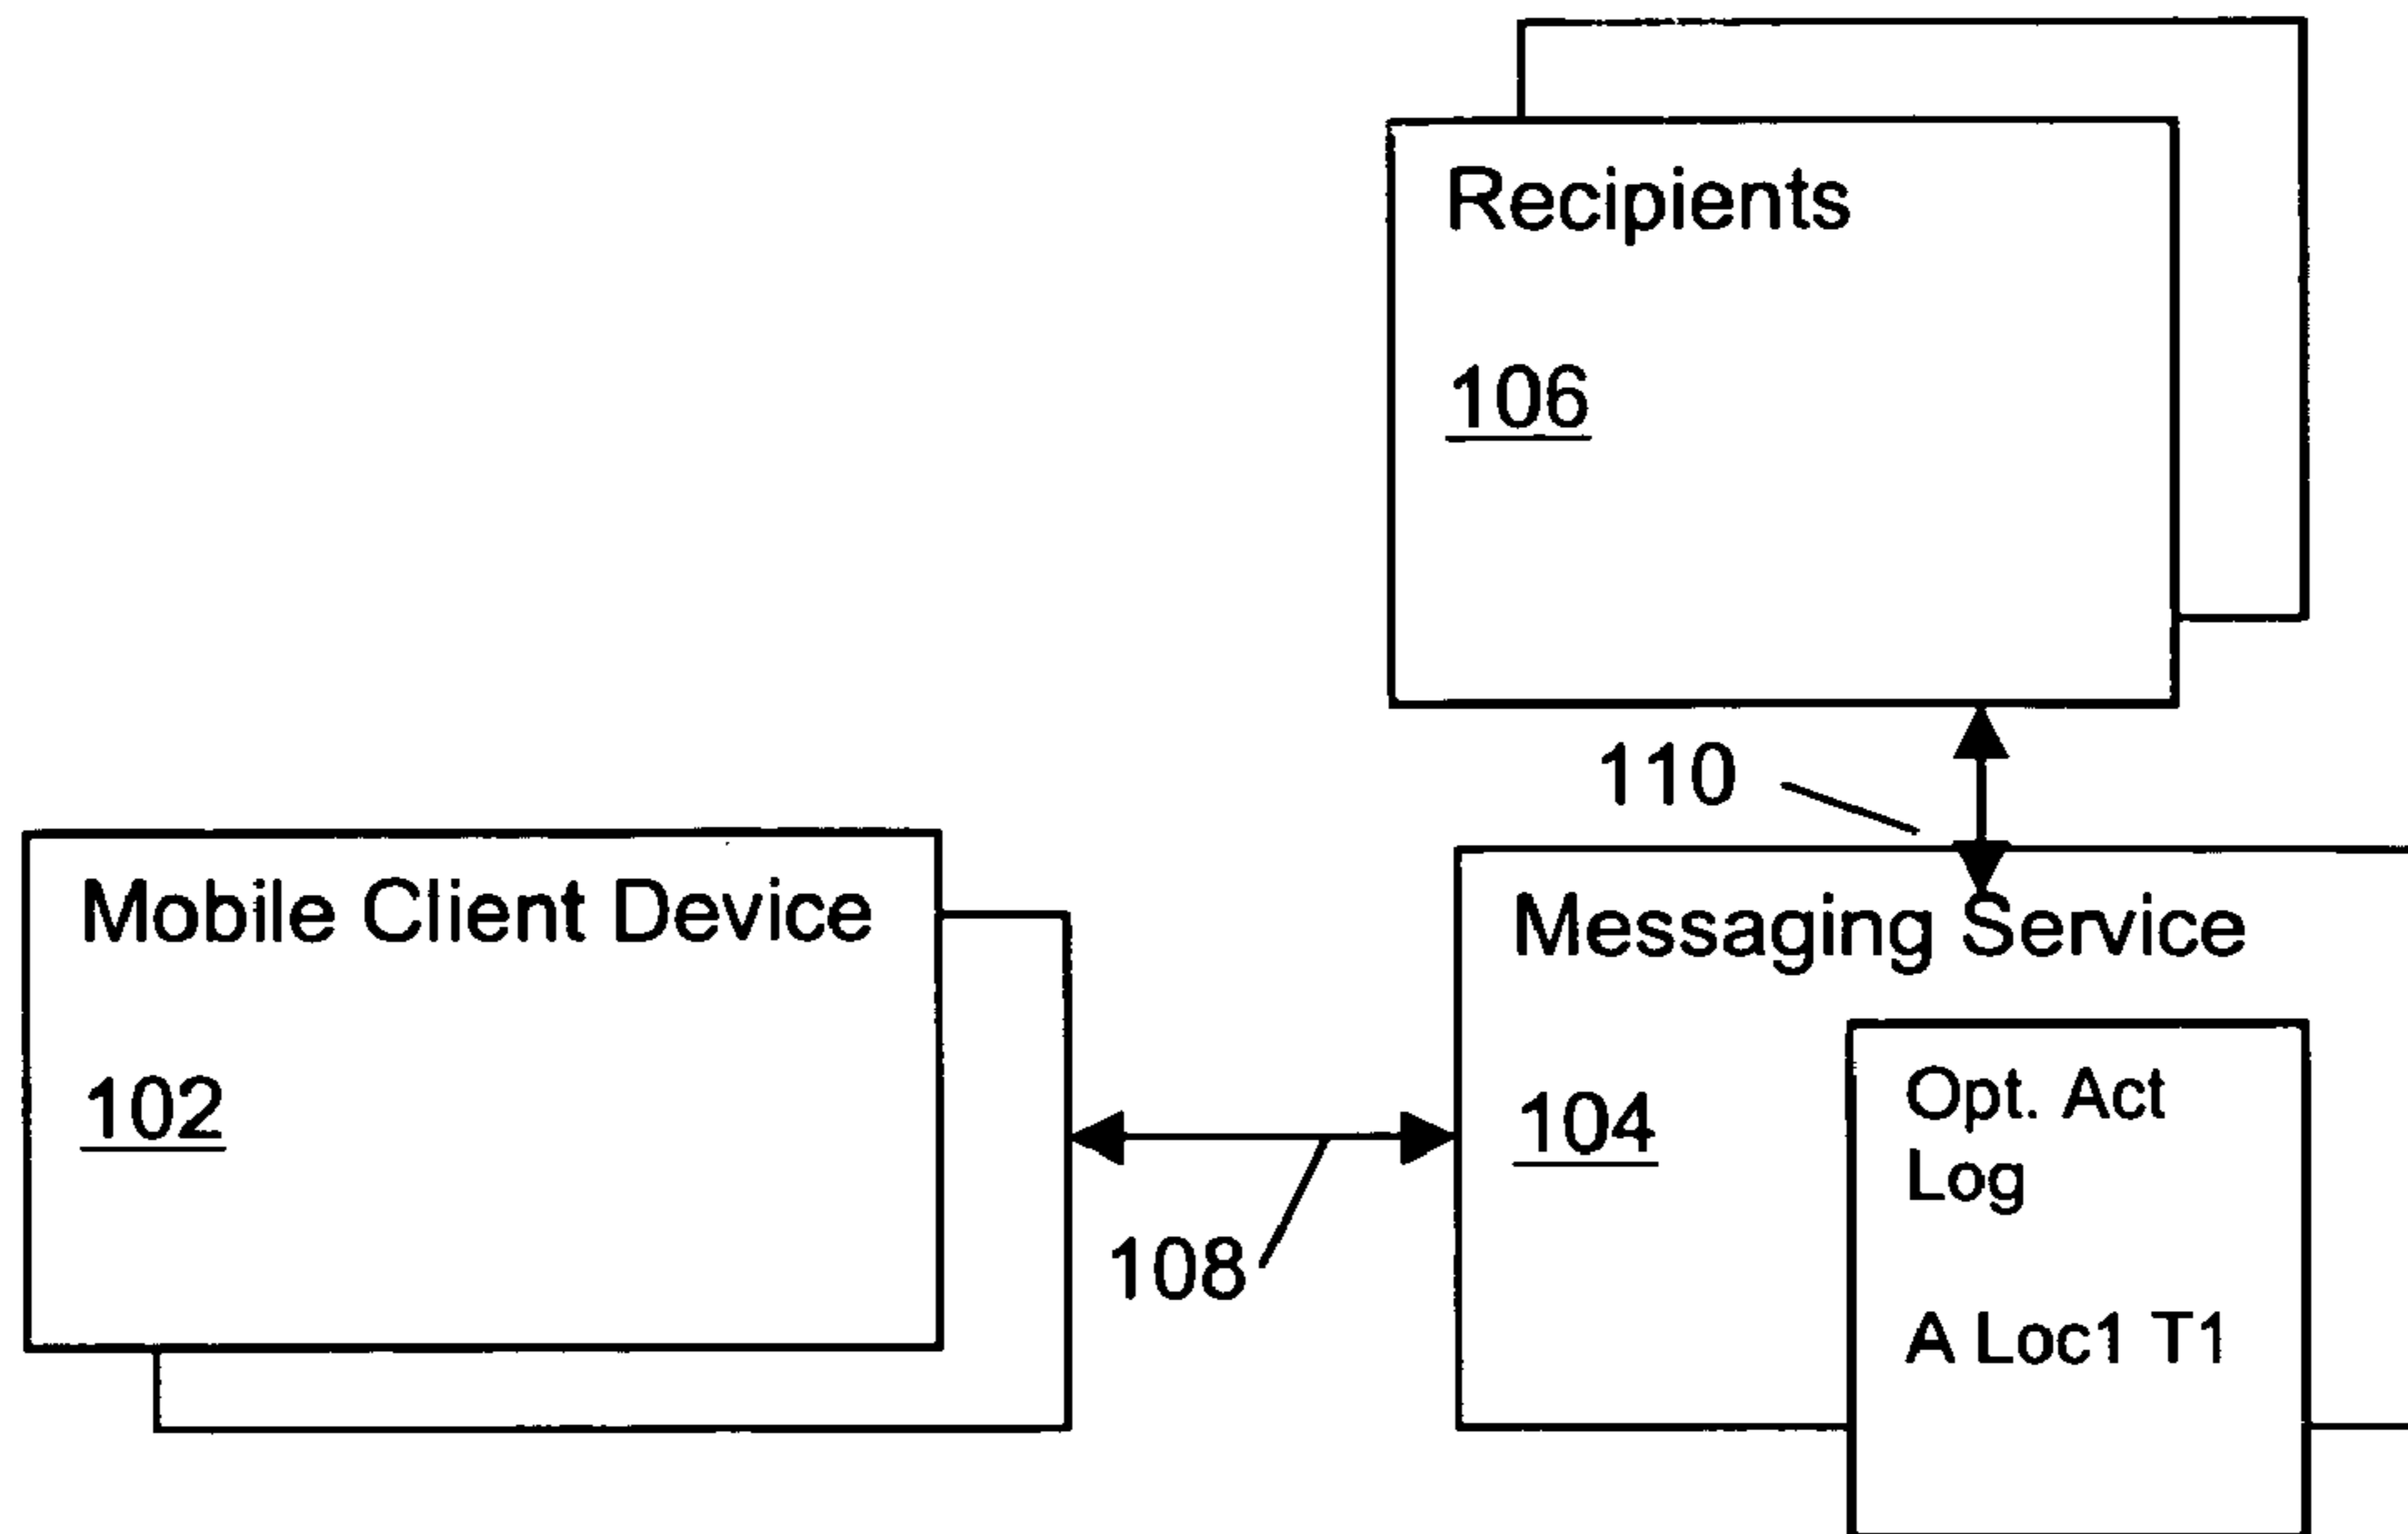 Recipients
106
110
Mobile Client Device
102
Messaging Service
104
108
Opt. Act
Log
A Loc1 T1